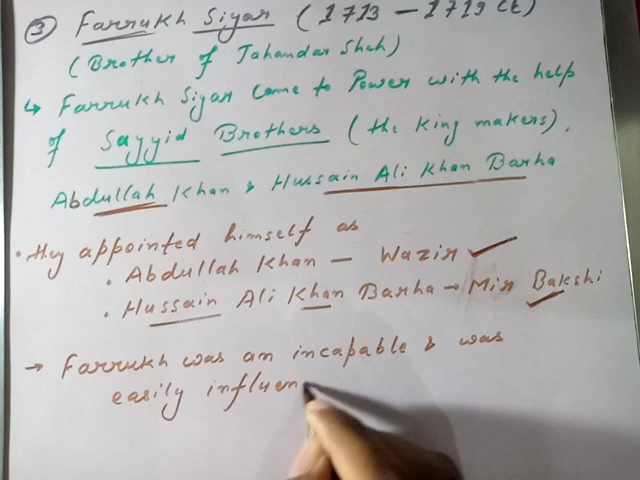 ③ Farrukh Siyar (1713 – 1719 CE)
(Brother of Jahandar Shah)
↳ Farrukh Siyar came to Power with the help
of Sayyid Brothers (the King makers),
Abdullah Khan & Hussain Ali Khan Barha
• They appointed himself as
• Abdullah Khan — Wazir ✓
• Hussain Ali Khan Barha → Mir Bakshi ✓
→ Farrukh was an incapable & was
easily influen